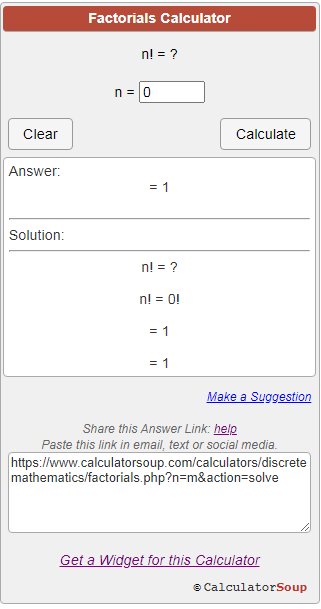 Factorials Calculator
n! = ?
n = 0
Clear Calculate
Answer:
= 1
Solution:
n! = ?
n! = 0!
= 1
= 1
Make a Suggestion
Share this Answer Link: help
Paste this link in email, text or social media.
https://www.calculatorsoup.com/calculators/discrete
mathematics/factorials.php?n=m&action=solve
Get a Widget for this Calculator
© CalculatorSoup